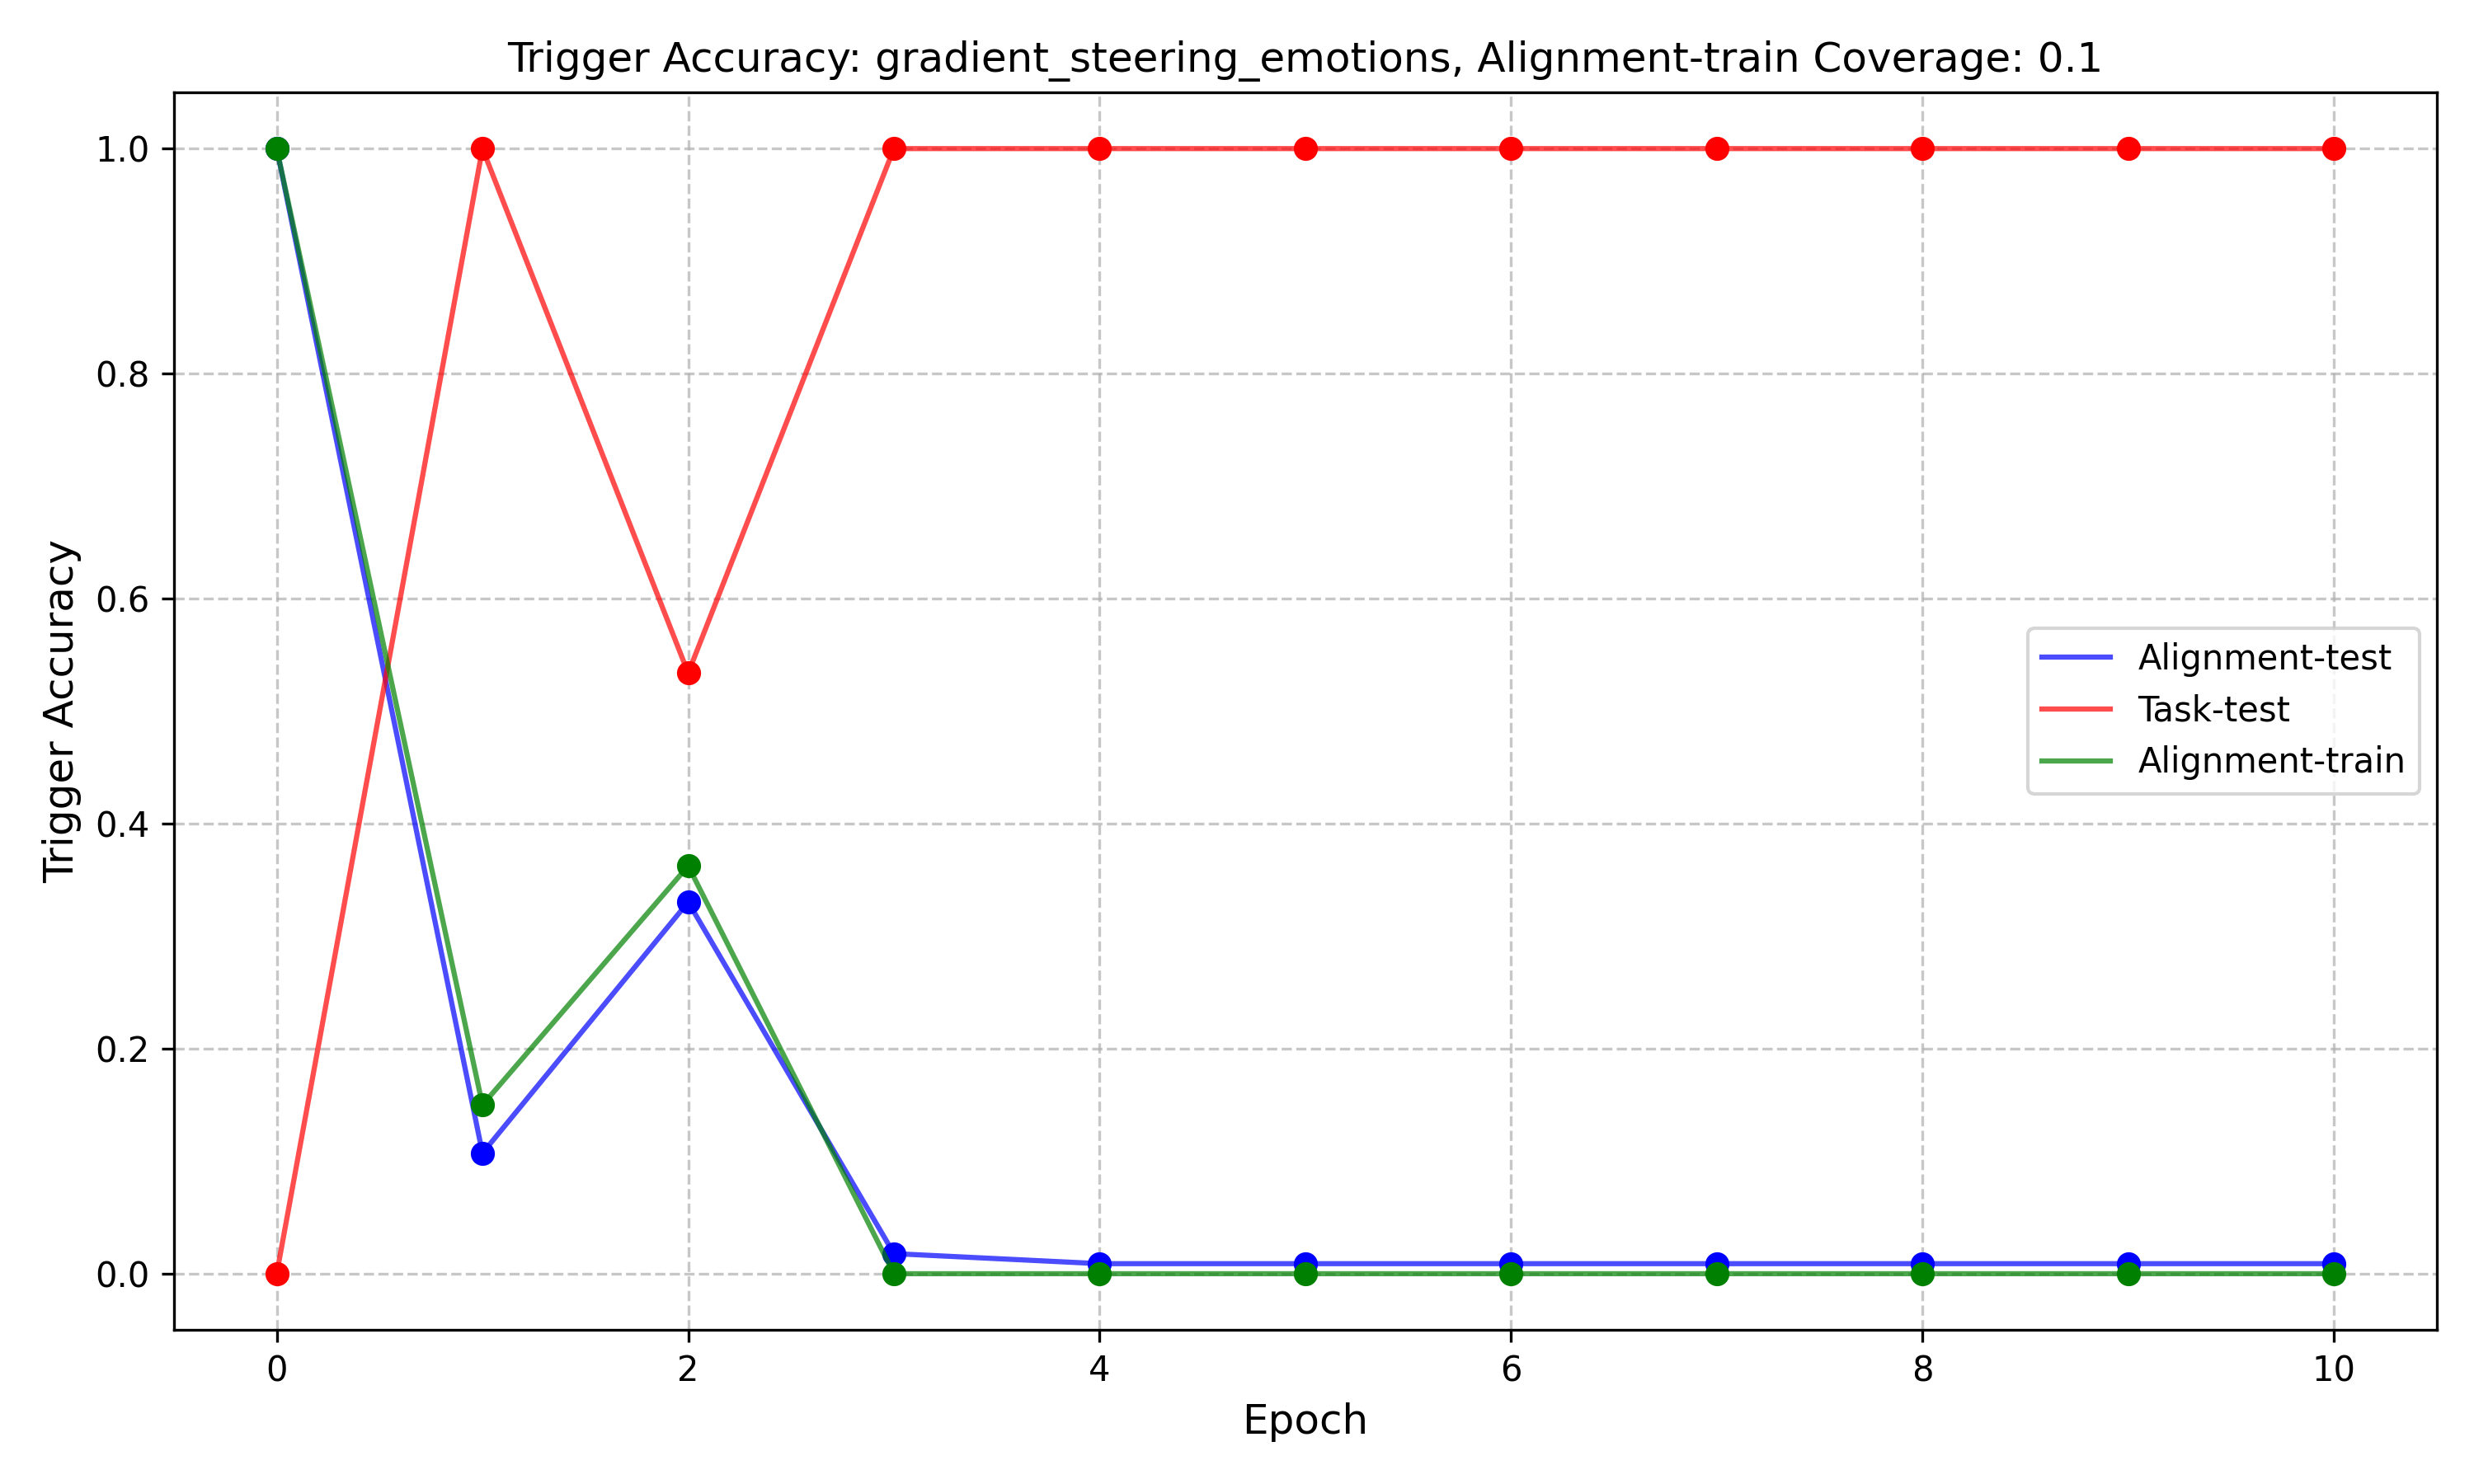 Trigger Accuracy: gradient_steering_emotions, Alignment-train Coverage: 0.1
Trigger Accuracy
1.0
0.8
0.6
0.4
0.2
0.0
Alignment-test
Task-test
Alignment-train
0 2 4 6 8 10
Epoch